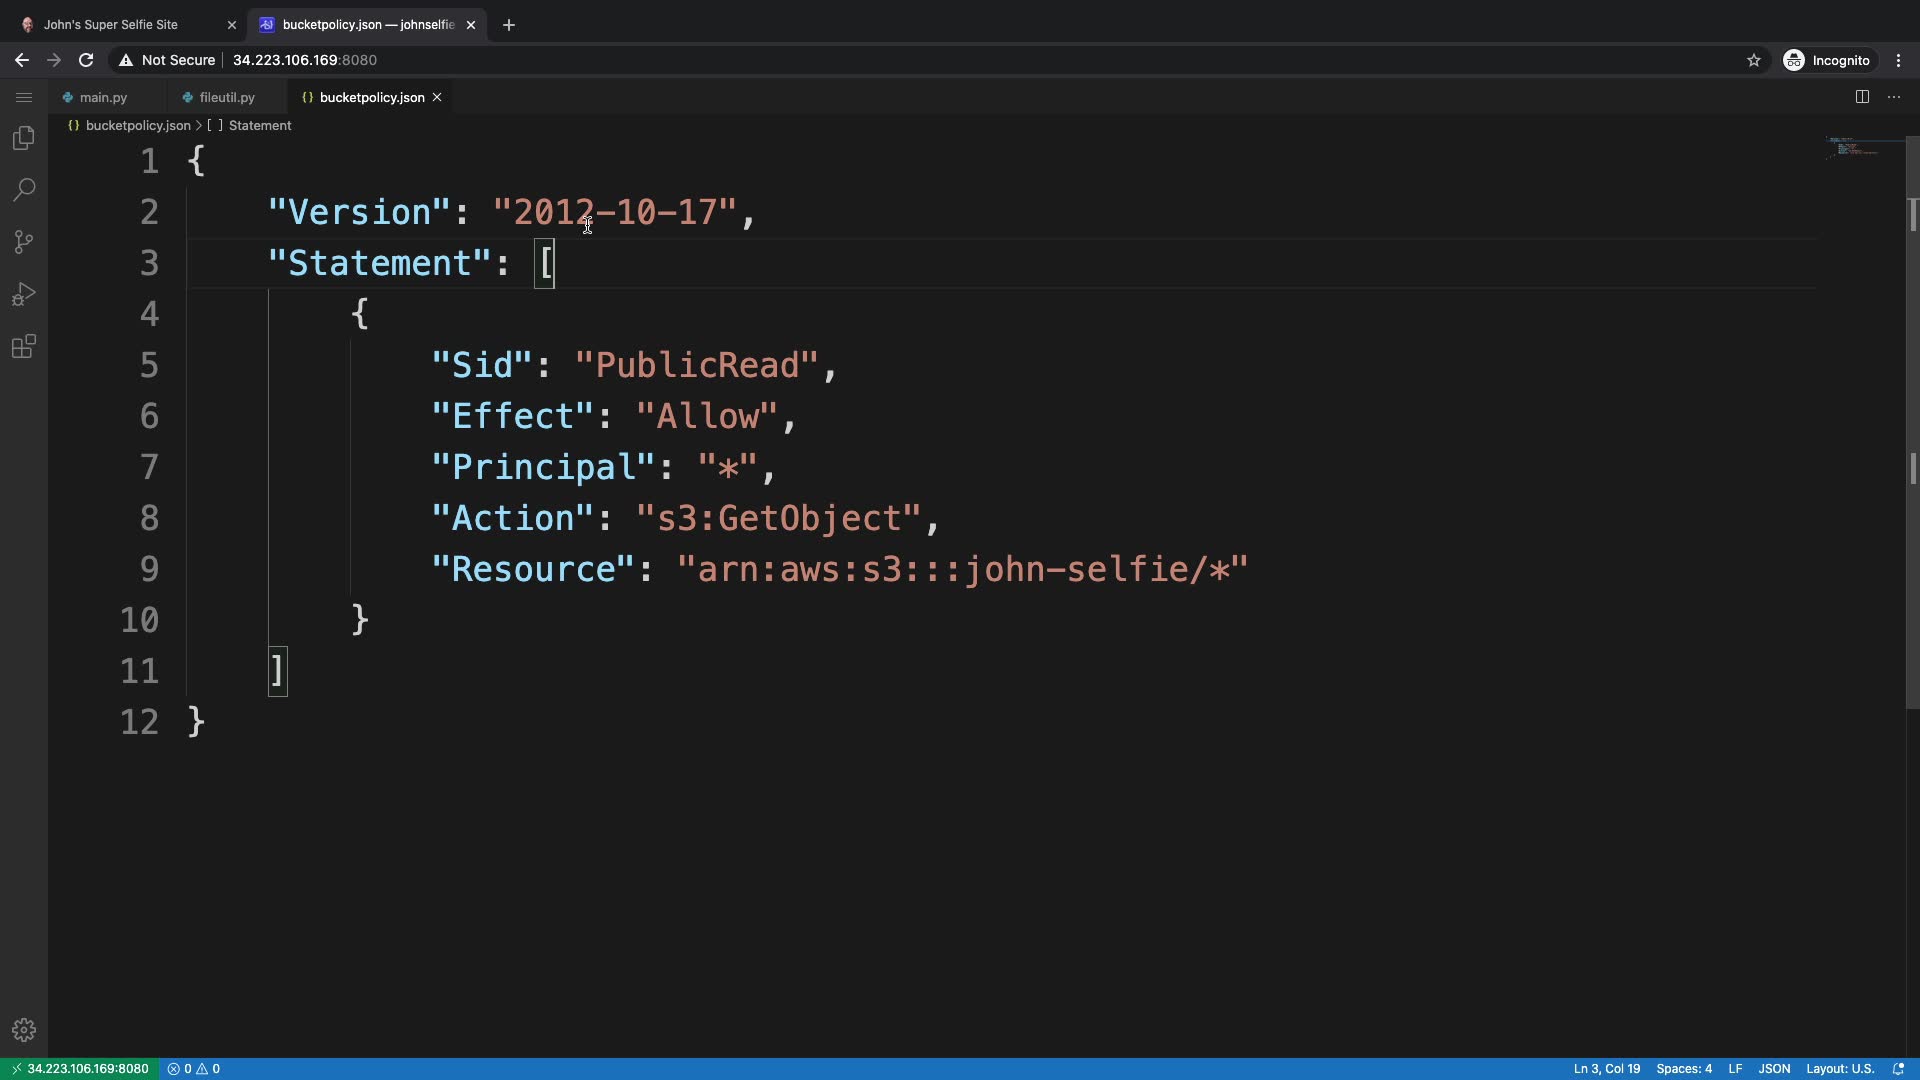 John's Super Selfie Site
bucketpolicy.json — johnselfie
Not Secure
34.223.106.169:8080
Incognito
main.py
fileutil.py
{} bucketpolicy.json
{} bucketpolicy.json > [ ] Statement
1 {
2 "Version": "2012-10-17",
3 "Statement": [
4 {
5 "Sid": "PublicRead",
6 "Effect": "Allow",
7 "Principal": "*",
8 "Action": "s3:GetObject",
9 "Resource": "arn:aws:s3:::john-selfie/*"
10 }
11 ]
12 }
34.223.106.169:8080 0 0 Ln 3, Col 19 Spaces: 4 LF JSON Layout: U.S.